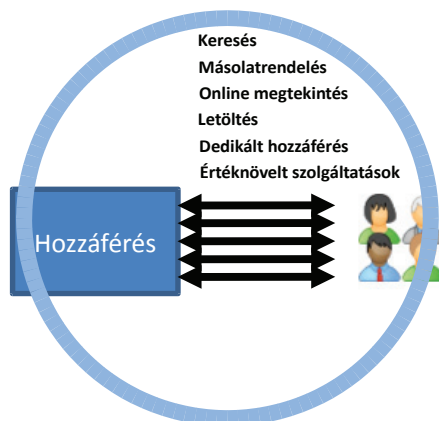 Keresés
Másolatrendelés
Online megtekintés
Letöltés
Dedikált hozzáférés
Értéknövelt szolgáltatások
Hozzáférés